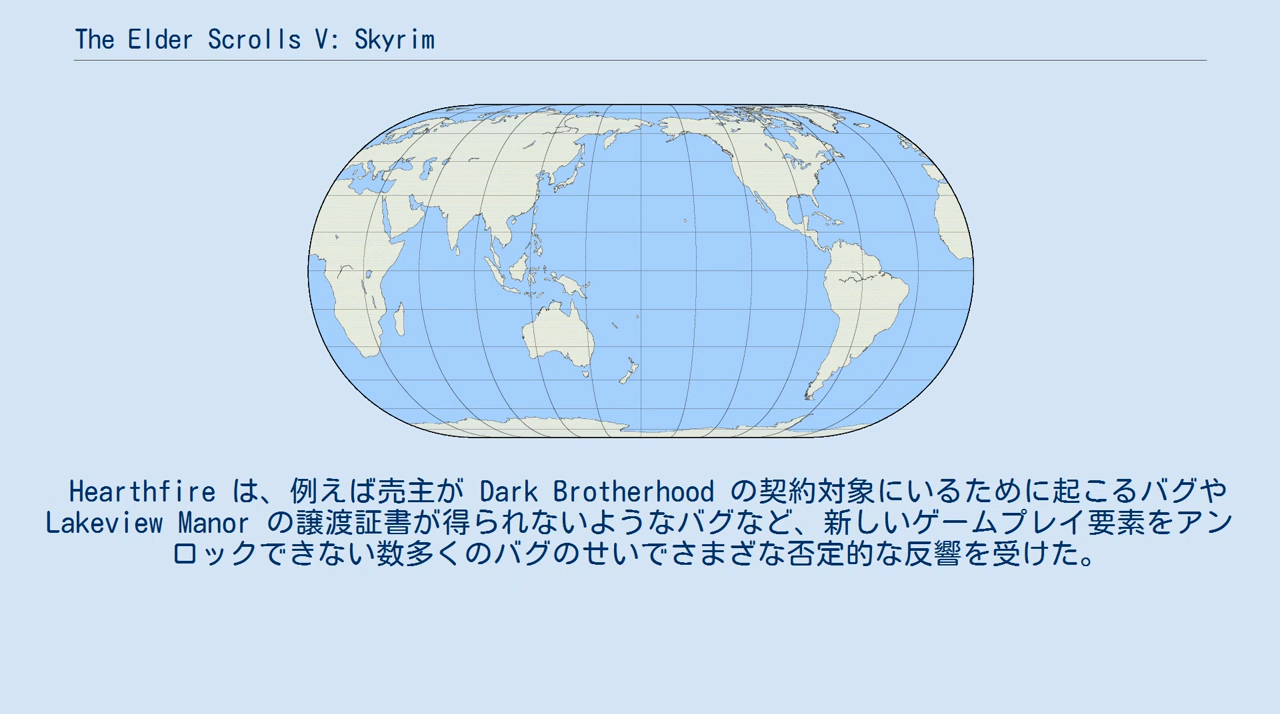 The Elder Scrolls V: Skyrim
Hearthfire は、例えば売主が Dark Brotherhood の契約対象にいるために起こるバグや
Lakeview Manor の譲渡証書が得られないようなバグなど、新しいゲームプレイ要素をアン
ロックできない数多くのバグのせいでさまざな否定的な反響を受けた。